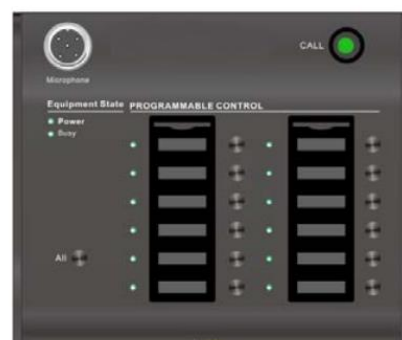 CALL
Microphone
Equipment State PROGRAMMABLE CONTROL
Power
Busy
All